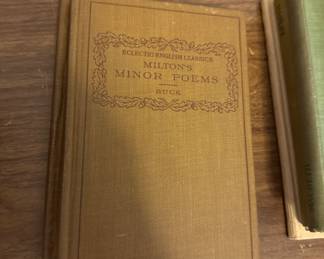 ECLECTIC ENGLISH CLASSICS
MILTON'S
MINOR POEMS
BUCK